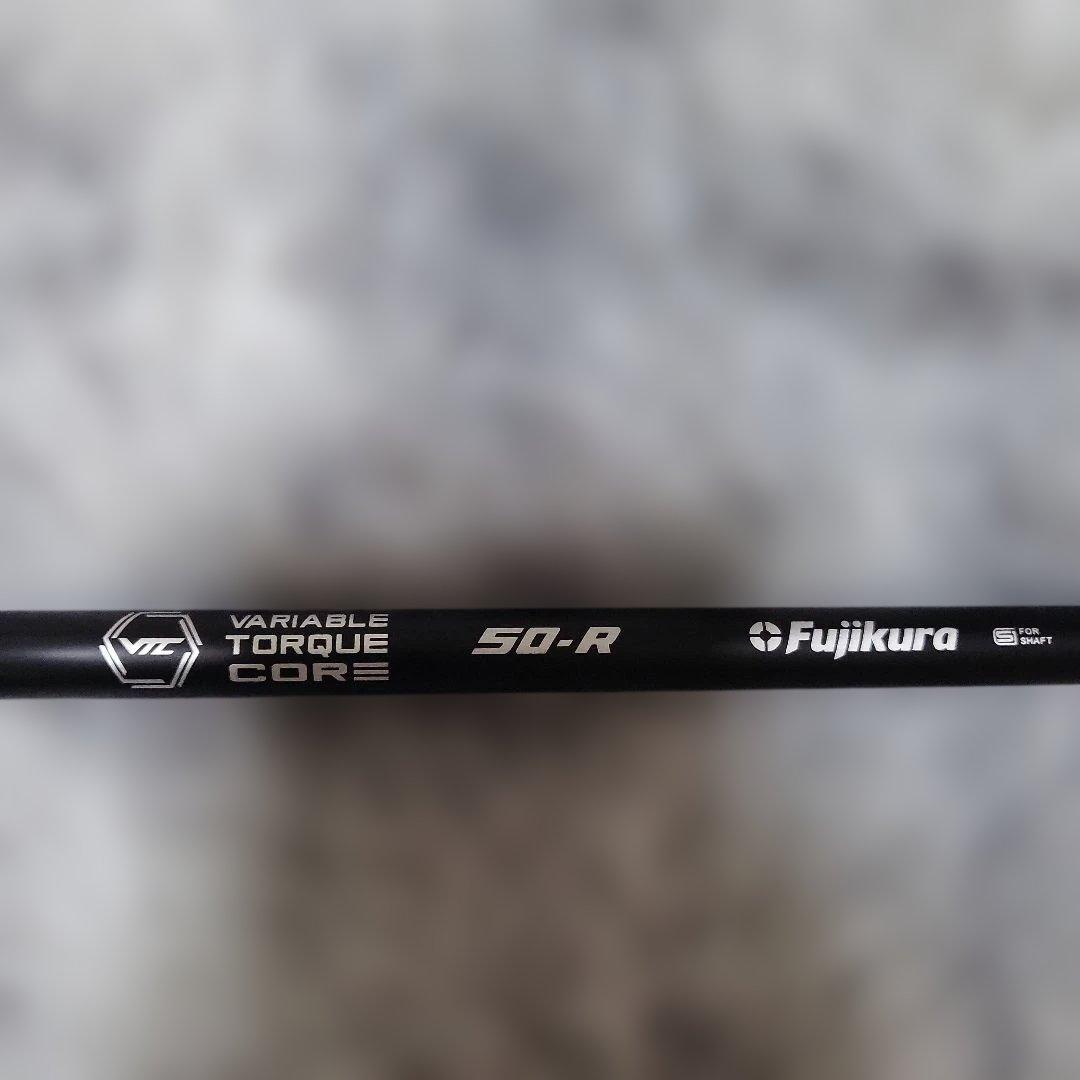 VTC
VARIABLE
TORQUE
CORE
50-R
Fujikura
S FOR
SHAFT